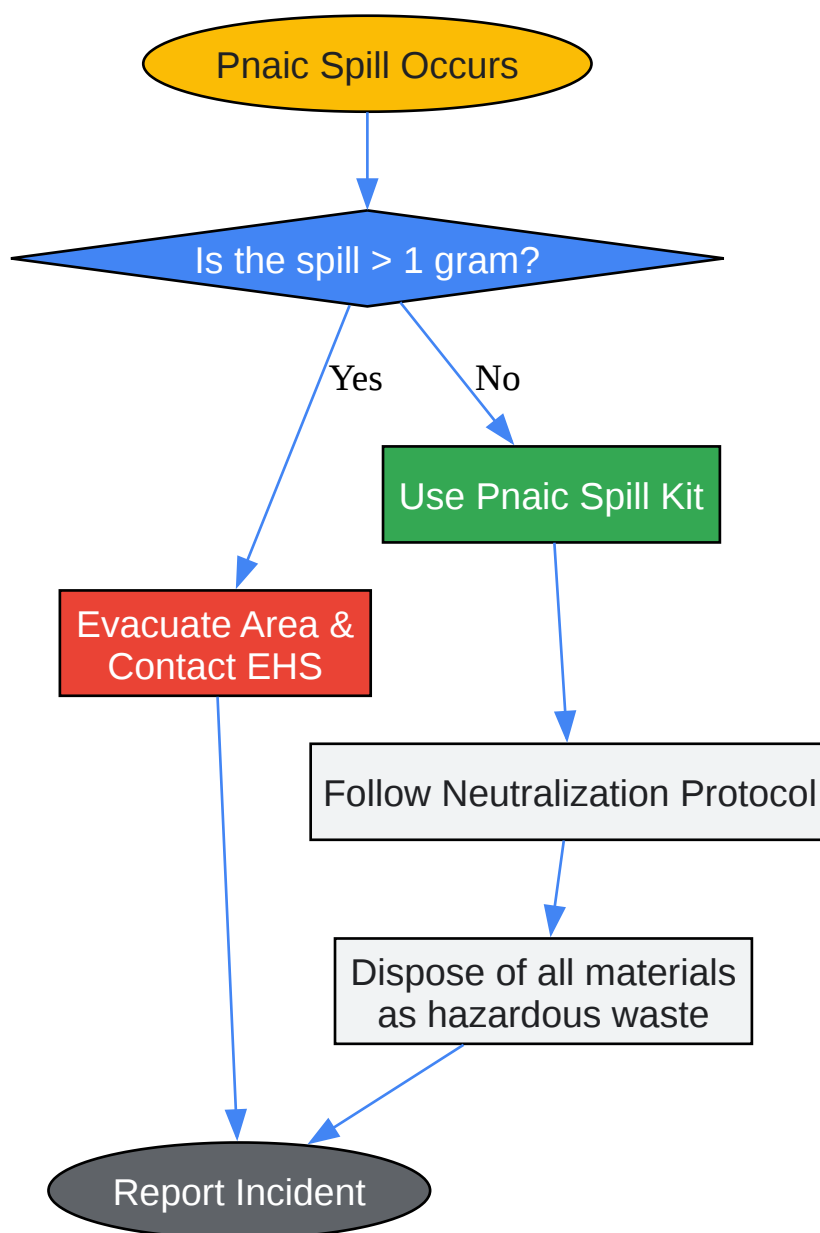 Pnaic Spill Occurs
Is the spill > 1 gram?
Yes
No
Use Pnaic Spill Kit
Evacuate Area &
Contact EHS
Follow Neutralization Protocol
Dispose of all materials
as hazardous waste
Report Incident